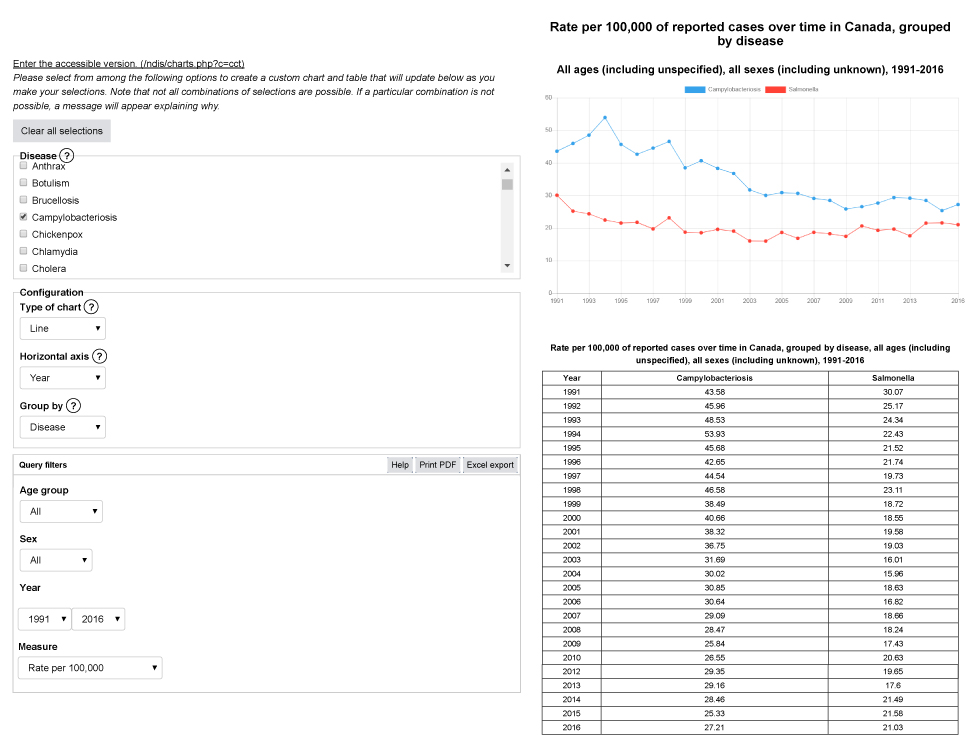 Enter the accessible version. (/ndis/charts.php?c=cct)
Please select from among the following options to create a custom chart and table that will update below as you
make your selections. Note that not all combinations of selections are possible. If a particular combination is not
possible, a message will appear explaining why.
Clear all selections
Disease ?
Anthrax
Botulism
Brucellosis
Campylobacteriosis
Chickenpox
Chlamydia
Cholera
Configuration
Type of chart ?
Line
Horizontal axis ?
Year
Group by ?
Disease
Query filters Help Print PDF Excel export
Age group
All
Sex
All
Year
1991 2016
Measure
Rate per 100,000
Rate per 100,000 of reported cases over time in Canada, grouped
by disease
All ages (including unspecified), all sexes (including unknown), 1991-2016
Campylobacteriosis Salmonella
60
50
40
30
20
10
0
1991 1993 1995 1997 1999 2001 2003 2005 2007 2009 2011 2013 2016
Rate per 100,000 of reported cases over time in Canada, grouped by disease, all ages (including
unspecified), all sexes (including unknown), 1991-2016
Year Campylobacteriosis Salmonella
1991 43.58 30.07
1992 45.96 25.17
1993 48.53 24.34
1994 53.93 22.43
1995 45.68 21.52
1996 42.65 21.74
1997 44.54 19.73
1998 46.58 23.11
1999 38.49 18.72
2000 40.66 18.55
2001 38.32 19.58
2002 36.75 19.03
2003 31.69 16.01
2004 30.02 15.96
2005 30.85 18.63
2006 30.64 16.82
2007 29.09 18.66
2008 28.47 18.24
2009 25.84 17.43
2010 26.55 20.63
2012 29.35 19.65
2013 29.16 17.6
2014 28.46 21.49
2015 25.33 21.58
2016 27.21 21.03